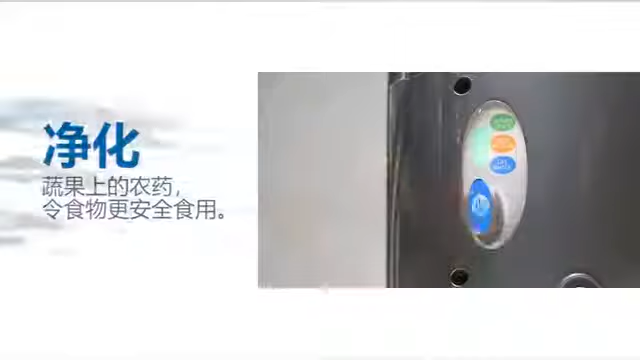 净化
蔬果上的农药，
令食物更安全食用。